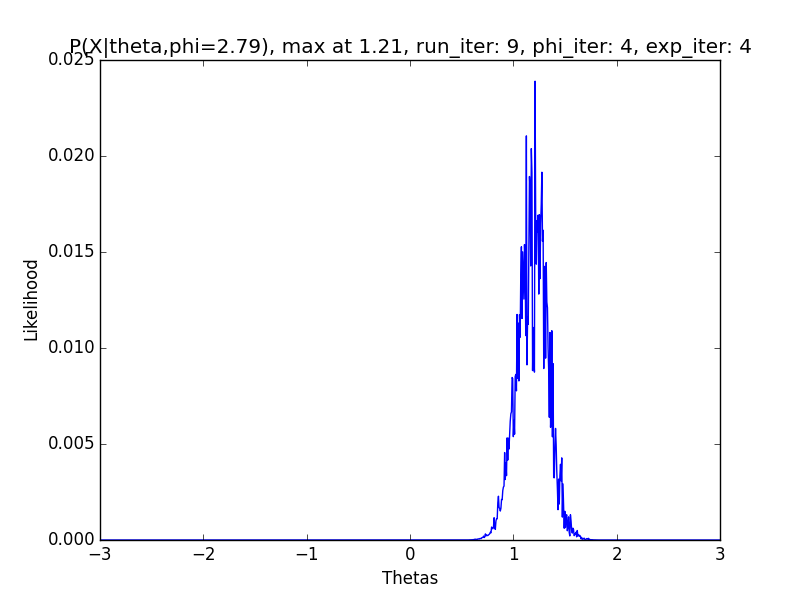 P(X|theta,phi=2.79), max at 1.21, run_iter: 9, phi_iter: 4, exp_iter: 4
0.025
0.020
0.015
0.010
0.005
0.000
Likelihood
−3 −2 −1 0 1 2 3
Thetas